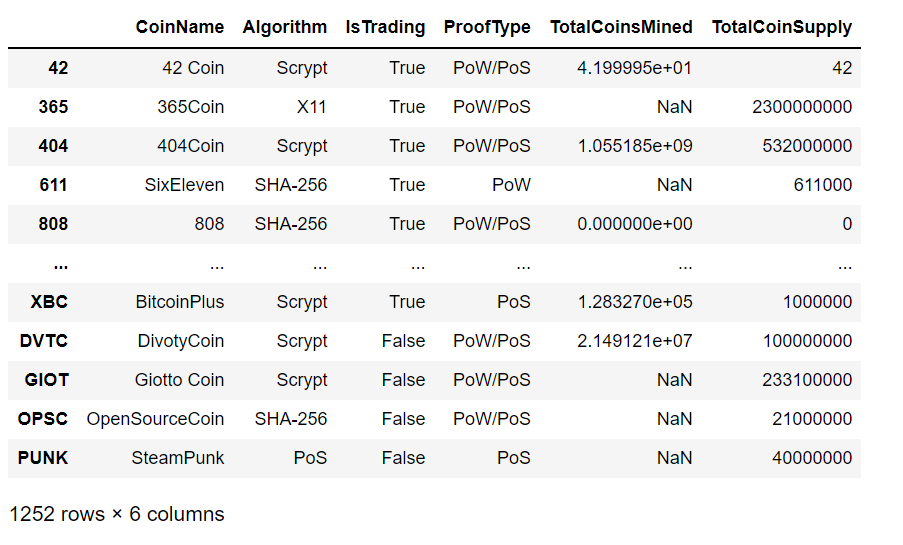 CoinName Algorithm IsTrading ProofType TotalCoinsMined TotalCoinSupply
42 42 Coin Scrypt True PoW/PoS 4.199995e+01 42
365 365Coin X11 True PoW/PoS NaN 2300000000
404 404Coin Scrypt True PoW/PoS 1.055185e+09 532000000
611 SixEleven SHA-256 True PoW NaN 611000
808 808 SHA-256 True PoW/PoS 0.000000e+00 0
... ... ... ... ... ... ...
XBC BitcoinPlus Scrypt True PoS 1.283270e+05 1000000
DVTC DivotyCoin Scrypt False PoW/PoS 2.149121e+07 100000000
GIOT Giotto Coin Scrypt False PoW/PoS NaN 233100000
OPSC OpenSourceCoin SHA-256 False PoW/PoS NaN 21000000
PUNK SteamPunk PoS False PoS NaN 40000000
1252 rows × 6 columns